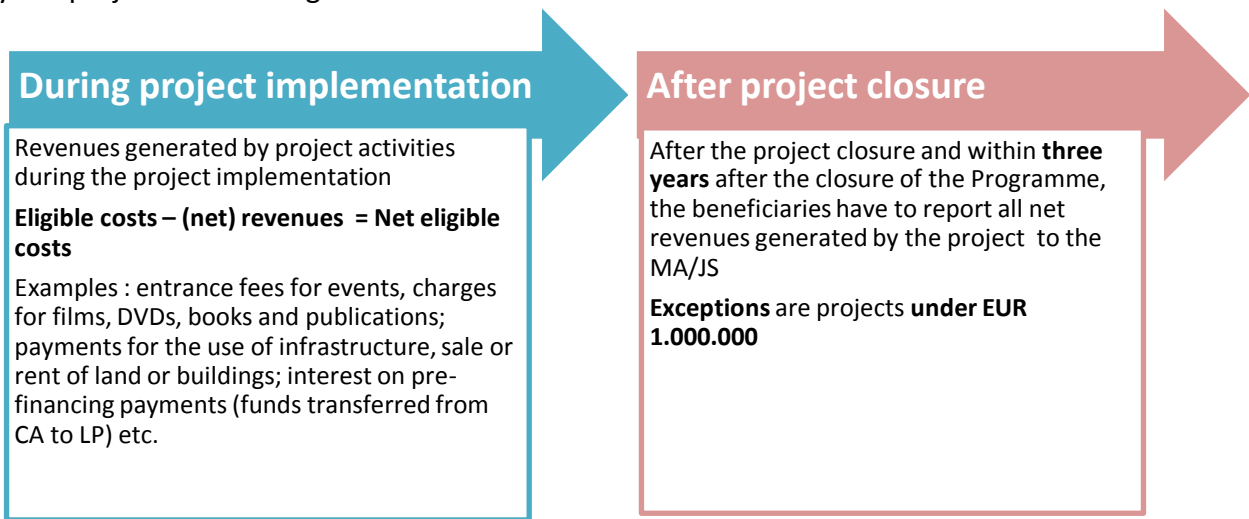 During project implementation
Revenues generated by project activities
during the project implementation
Eligible costs – (net) revenues = Net eligible
costs
Examples : entrance fees for events, charges
for films, DVDs, books and publications;
payments for the use of infrastructure, sale or
rent of land or buildings; interest on pre-
financing payments (funds transferred from
CA to LP) etc.
After project closure
After the project closure and within three
years after the closure of the Programme,
the beneficiaries have to report all net
revenues generated by the project to the
MA/JS
Exceptions are projects under EUR
1.000.000